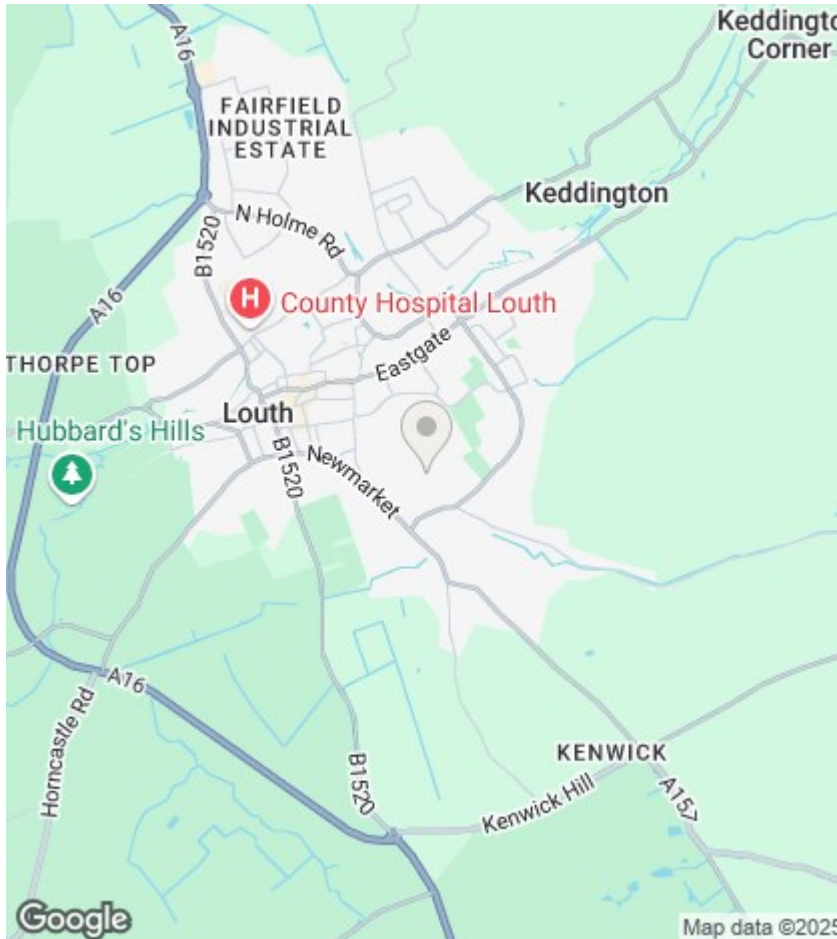 A16
Keddingto
Corner
FAIRFIELD
INDUSTRIAL
ESTATE
Keddington
N Holme Rd
B1520
A16
H
County Hospital Louth
THORPE TOP
Eastgate
Louth
Hubbard's Hills
B1520
Newmarket
A16
Horncastle Rd
B1520
KENWICK
Kenwick Hill
A157
Google
Map data ©2025